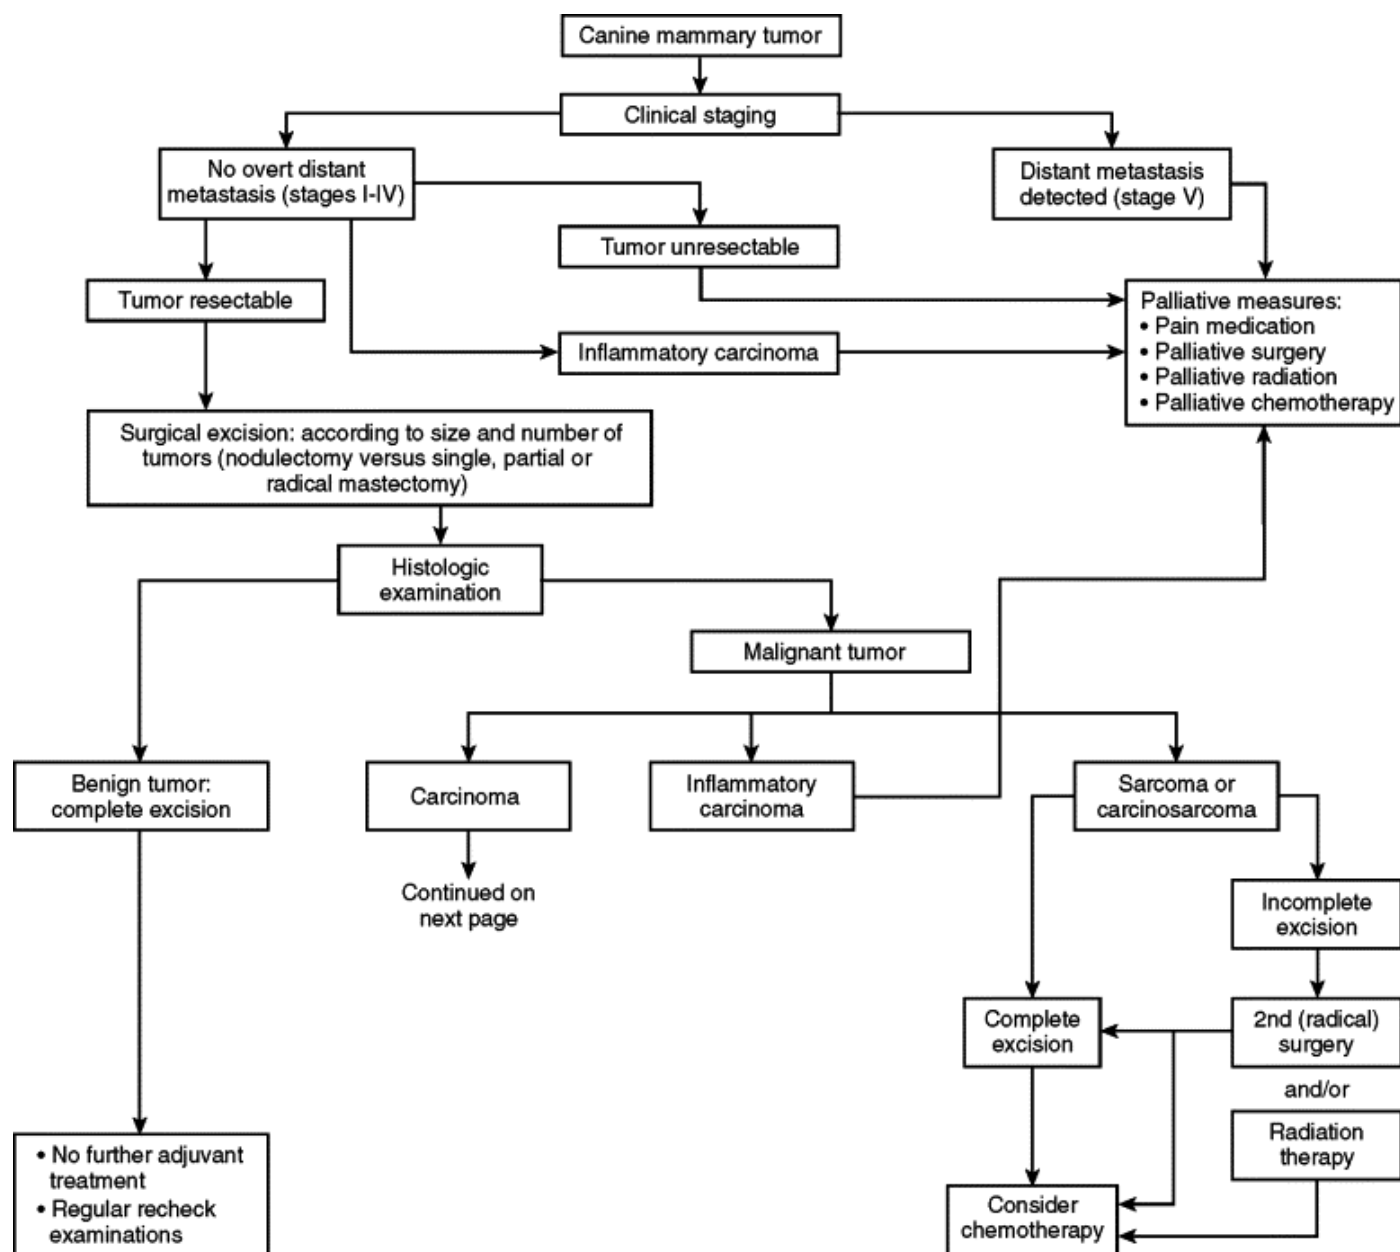 Canine mammary tumor
Clinical staging
No overt distant
metastasis (stages I-IV)
Distant metastasis
detected (stage V)
Tumor unresectable
Tumor resectable
Palliative measures:
• Pain medication
• Palliative surgery
• Palliative radiation
• Palliative chemotherapy
Inflammatory carcinoma
Surgical excision: according to size and number of
tumors (nodulectomy versus single, partial or
radical mastectomy)
Histologic
examination
Malignant tumor
Benign tumor:
complete excision
Carcinoma
Inflammatory
carcinoma
Sarcoma or
carcinosarcoma
Continued on
next page
Incomplete
excision
Complete
excision
2nd (radical)
surgery
and/or
Radiation
therapy
• No further adjuvant
treatment
• Regular recheck
examinations
Consider
chemotherapy